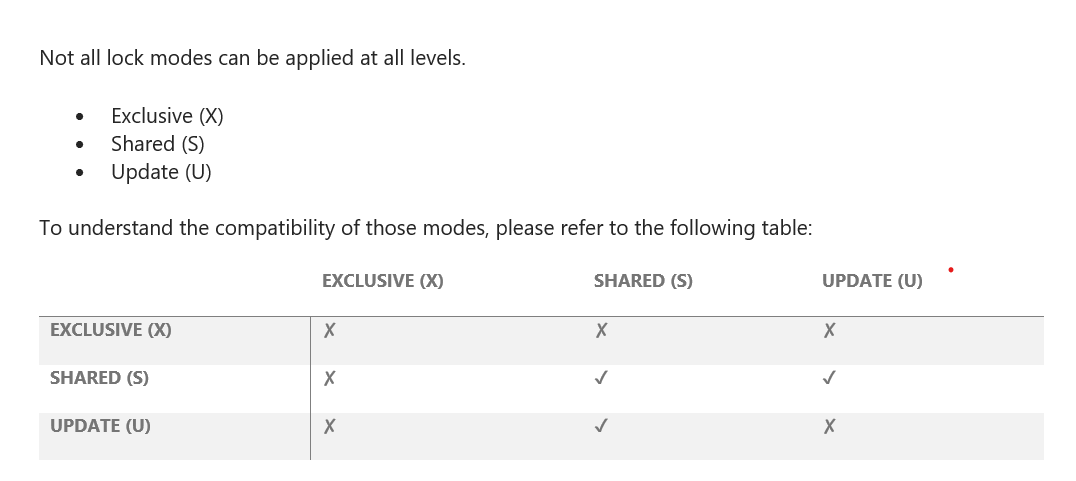 Not all lock modes can be applied at all levels.
• Exclusive (X)
• Shared (S)
• Update (U)
To understand the compatibility of those modes, please refer to the following table:
EXCLUSIVE (X) SHARED (S) UPDATE (U)
EXCLUSIVE (X) ✗ ✗ ✗
SHARED (S) ✗ ✓ ✓
UPDATE (U) ✗ ✓ ✗